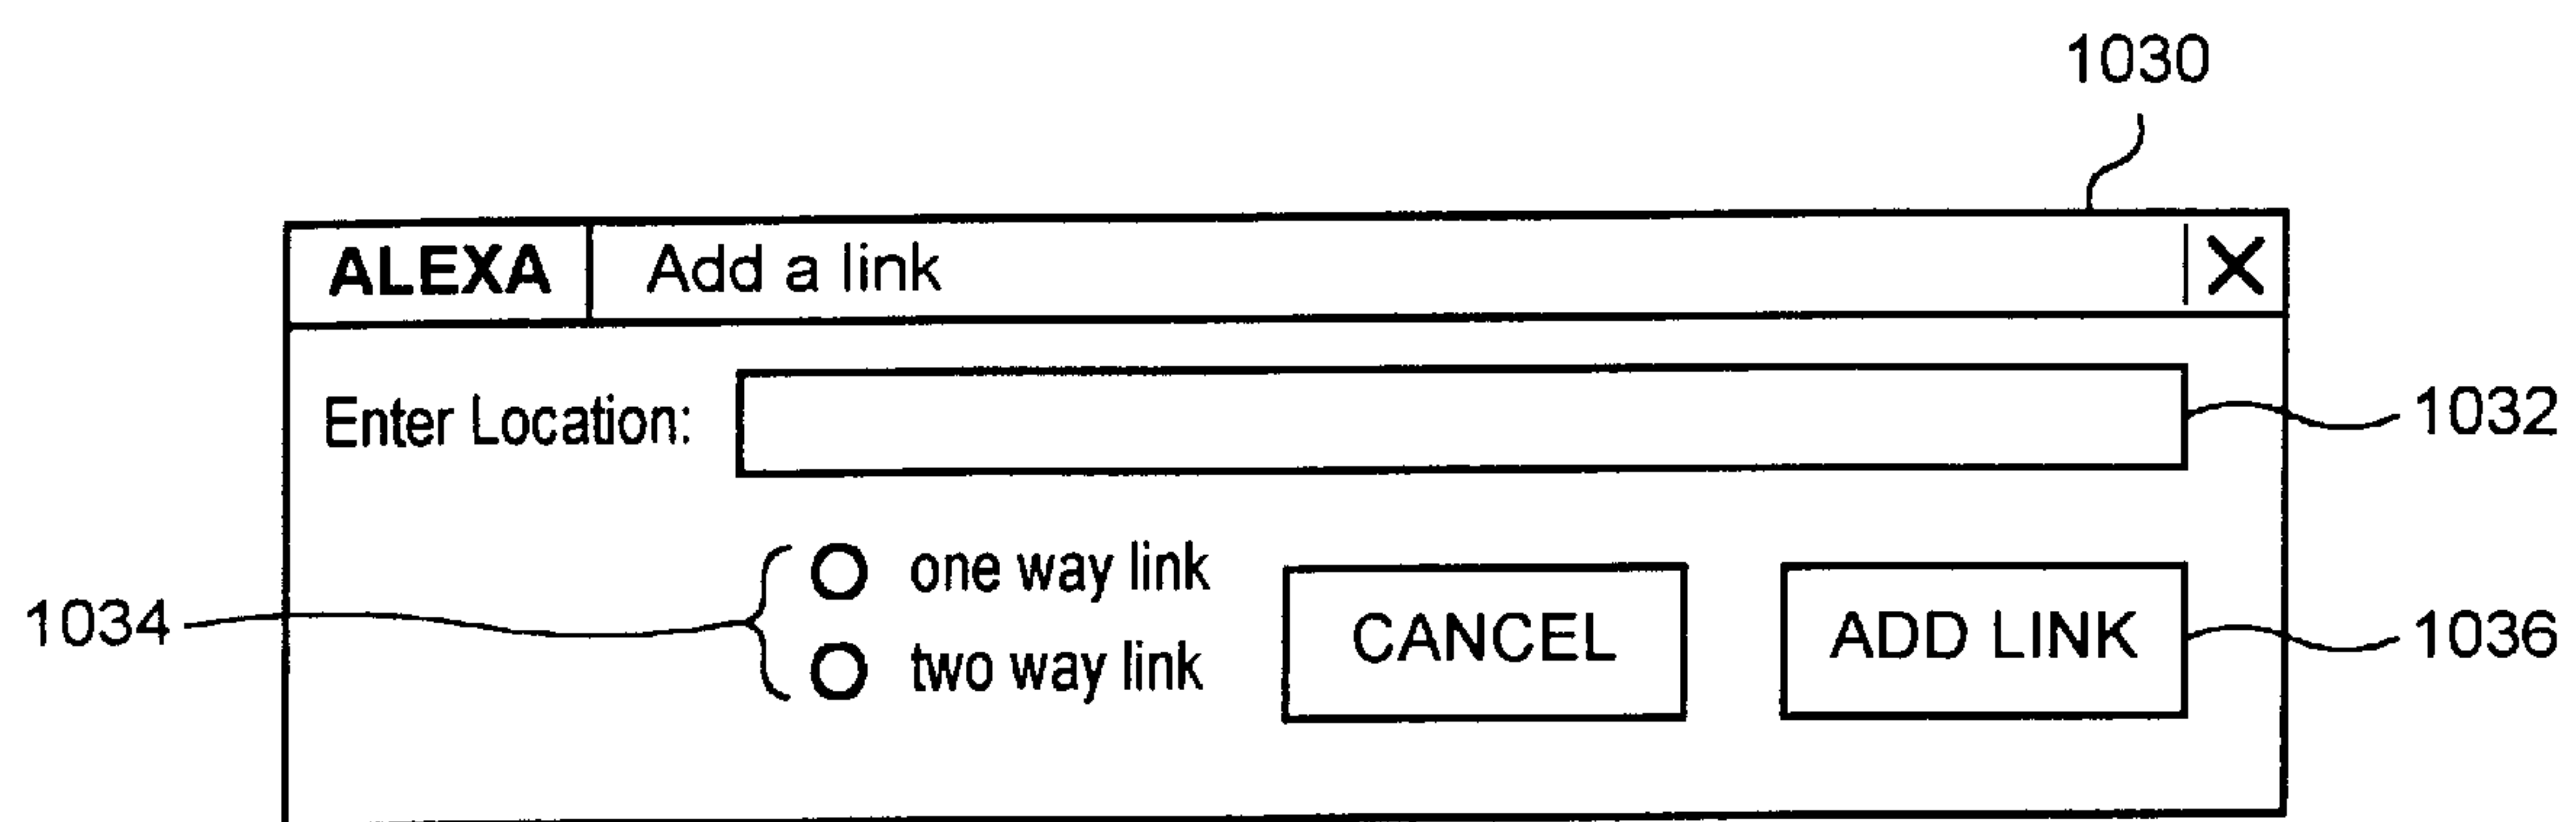 1030
ALEXA Add a link X
Enter Location: 1032
one way link
1034 CANCEL ADD LINK 1036
two way link